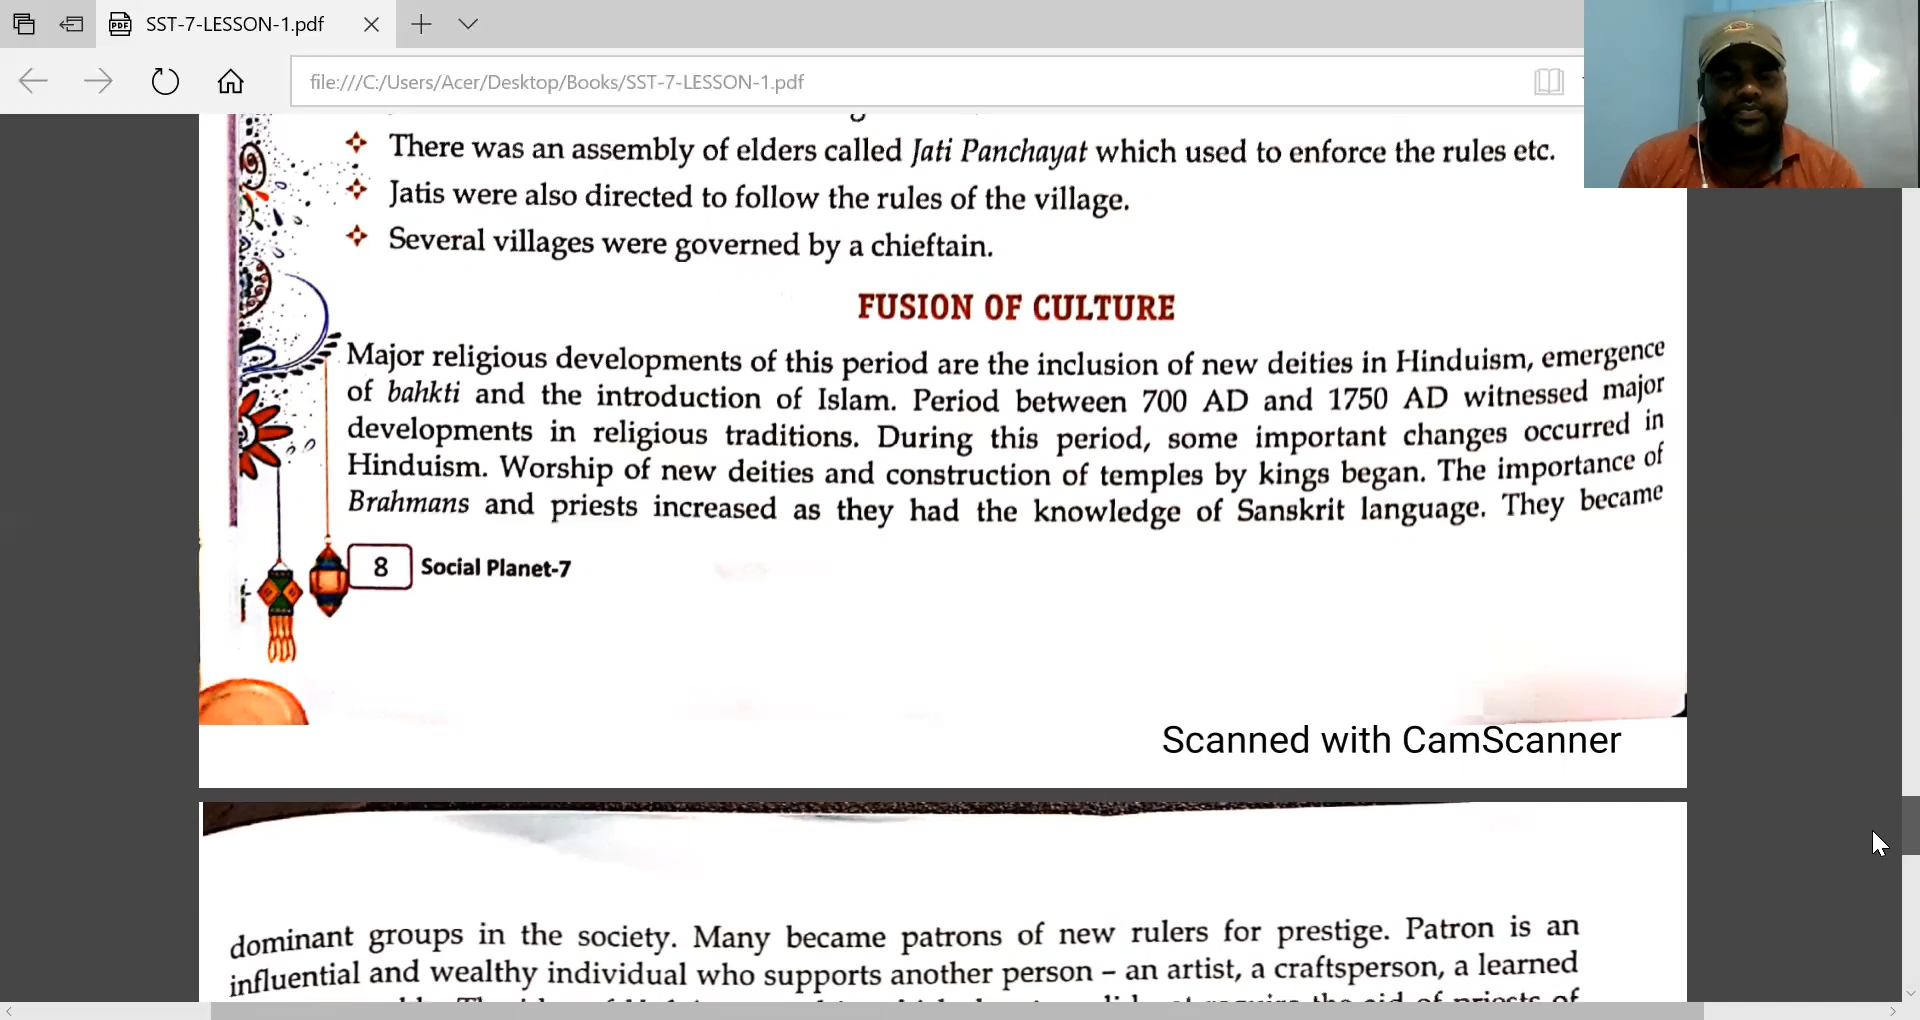 SST-7-LESSON-1.pdf
file:///C:/Users/Acer/Desktop/Books/SST-7-LESSON-1.pdf
There was an assembly of elders called Jati Panchayat which used to enforce the rules etc.
Jatis were also directed to follow the rules of the village.
Several villages were governed by a chieftain.
FUSION OF CULTURE
Major religious developments of this period are the inclusion of new deities in Hinduism, emergence
of bahkti and the introduction of Islam. Period between 700 AD and 1750 AD witnessed major
developments in religious traditions. During this period, some important changes occurred in
Hinduism. Worship of new deities and construction of temples by kings began. The importance of
Brahmans and priests increased as they had the knowledge of Sanskrit language. They became
8 Social Planet-7
Scanned with CamScanner
dominant groups in the society. Many became patrons of new rulers for prestige. Patron is an
influential and wealthy individual who supports another person – an artist, a craftsperson, a learned
the aid of priests of